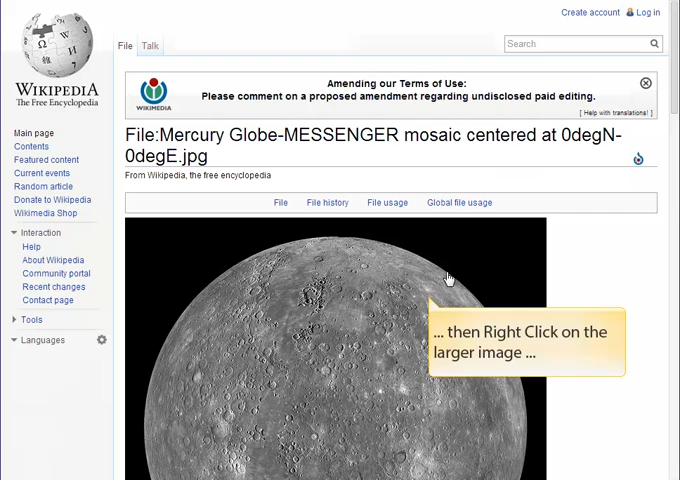 Create account Log in
WIKIPEDIA
The Free Encyclopedia
File Talk
Search
WIKIMEDIA
Amending our Terms of Use:
Please comment on a proposed amendment regarding undisclosed paid editing.
[ Help with translations! ]
File:Mercury Globe-MESSENGER mosaic centered at 0degN-
0degE.jpg
From Wikipedia, the free encyclopedia
File File history File usage Global file usage
Main page
Contents
Featured content
Current events
Random article
Donate to Wikipedia
Wikimedia Shop
Interaction
Help
About Wikipedia
Community portal
Recent changes
Contact page
Tools
Languages
... then Right Click on the
larger image ...